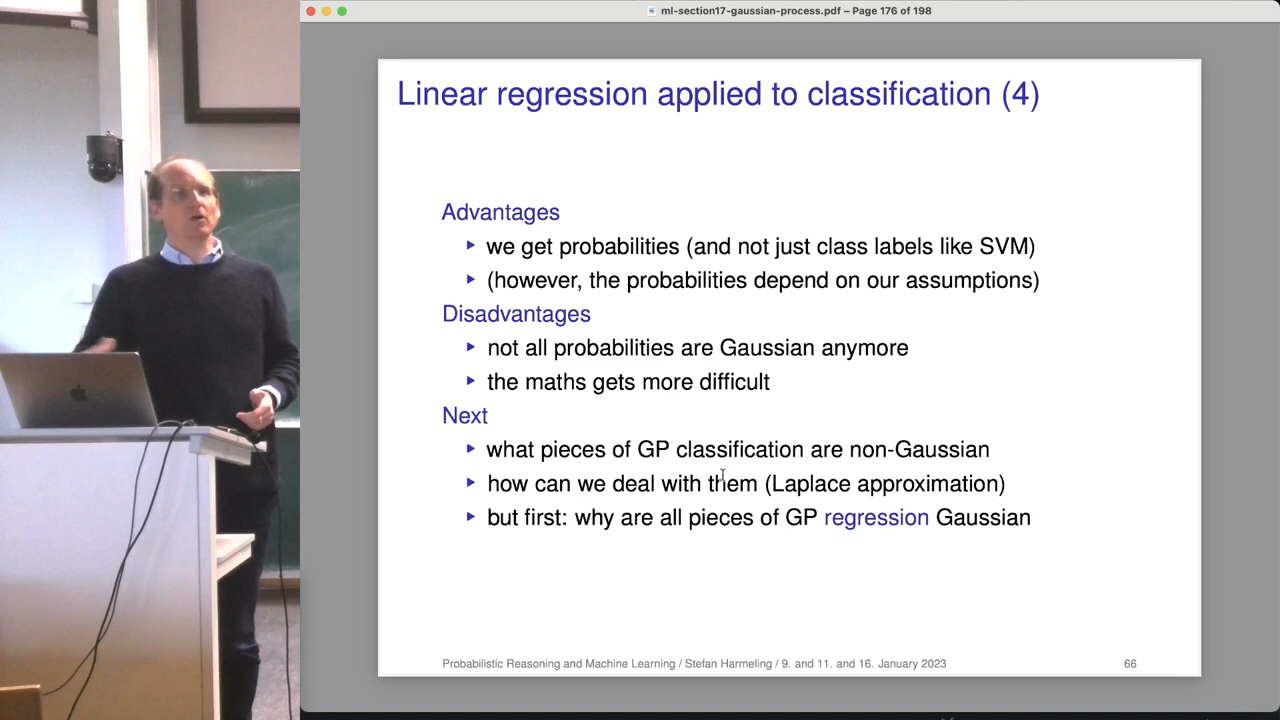 ml-section17-gaussian-process.pdf – Page 176 of 198
Linear regression applied to classification (4)
Advantages
we get probabilities (and not just class labels like SVM)
(however, the probabilities depend on our assumptions)
Disadvantages
not all probabilities are Gaussian anymore
the maths gets more difficult
Next
what pieces of GP classification are non-Gaussian
how can we deal with them (Laplace approximation)
but first: why are all pieces of GP regression Gaussian
Probabilistic Reasoning and Machine Learning / Stefan Harmeling / 9. and 11. and 16. January 2023
66